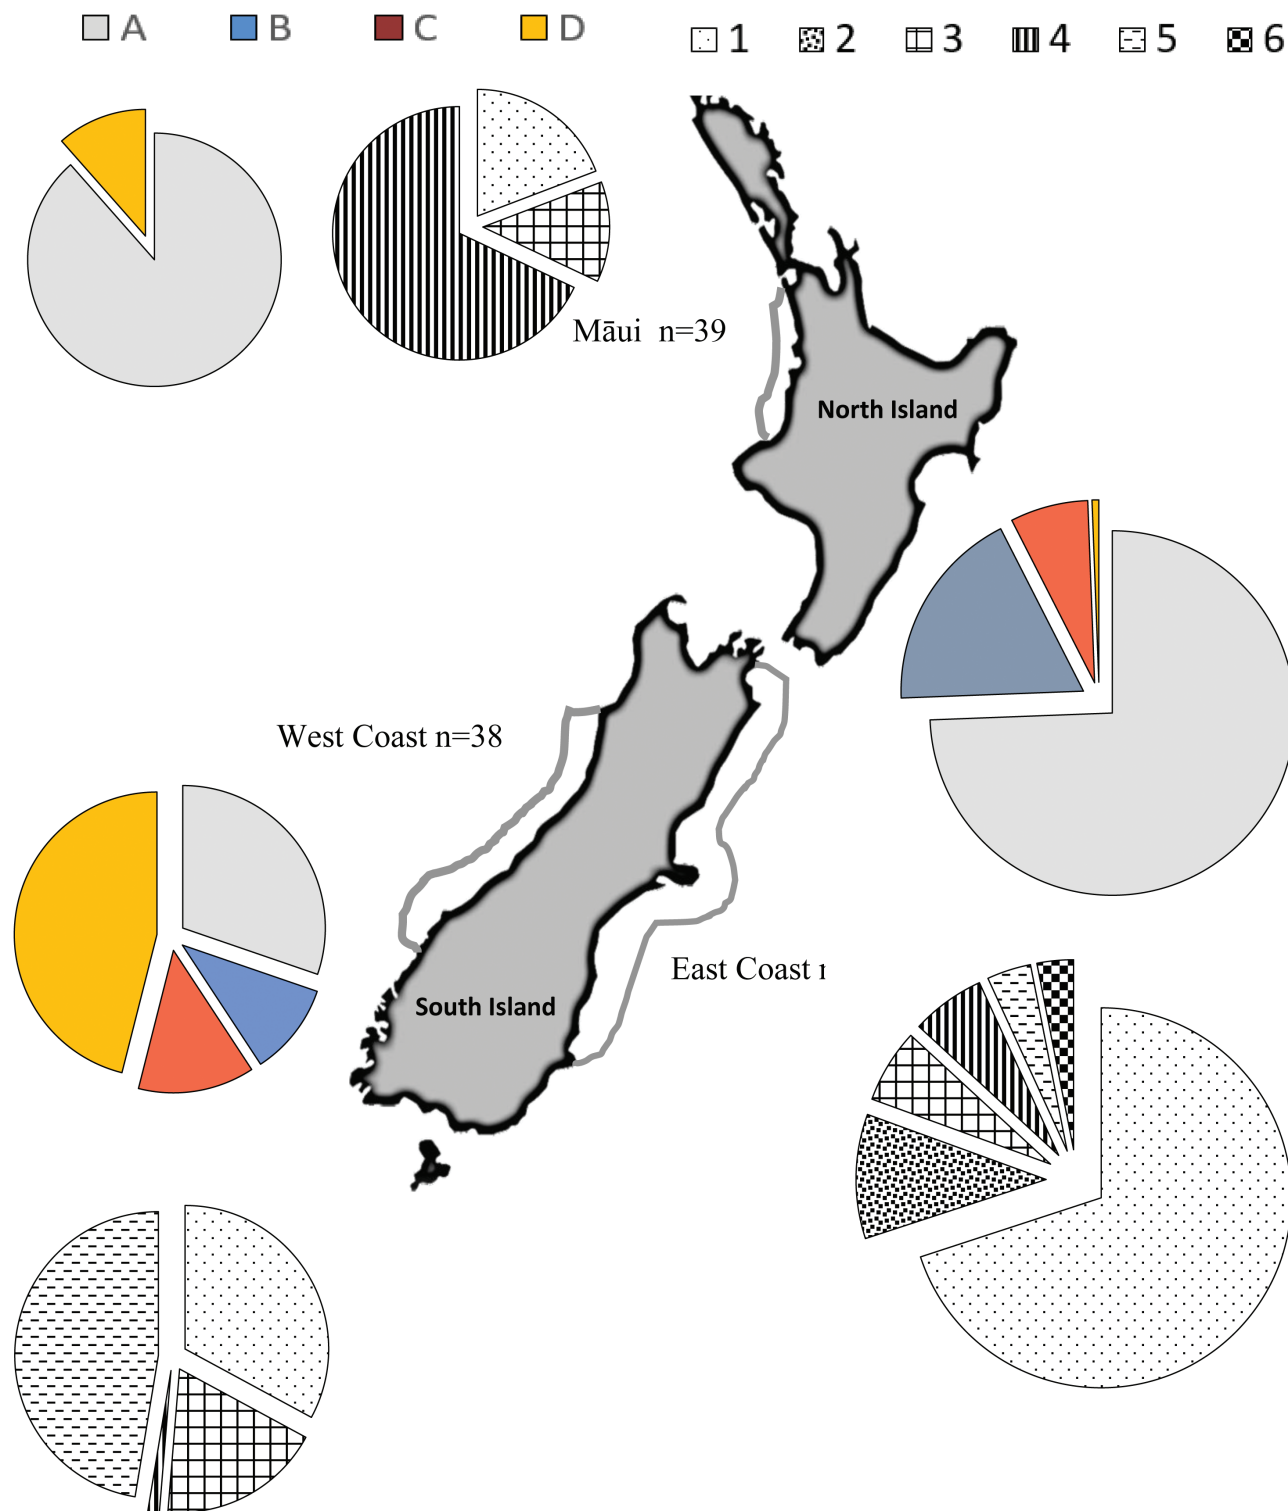 A B C D 1 2 3 4 5 6
Māui n=39
North Island
West Coast n=38
East Coast
South Island